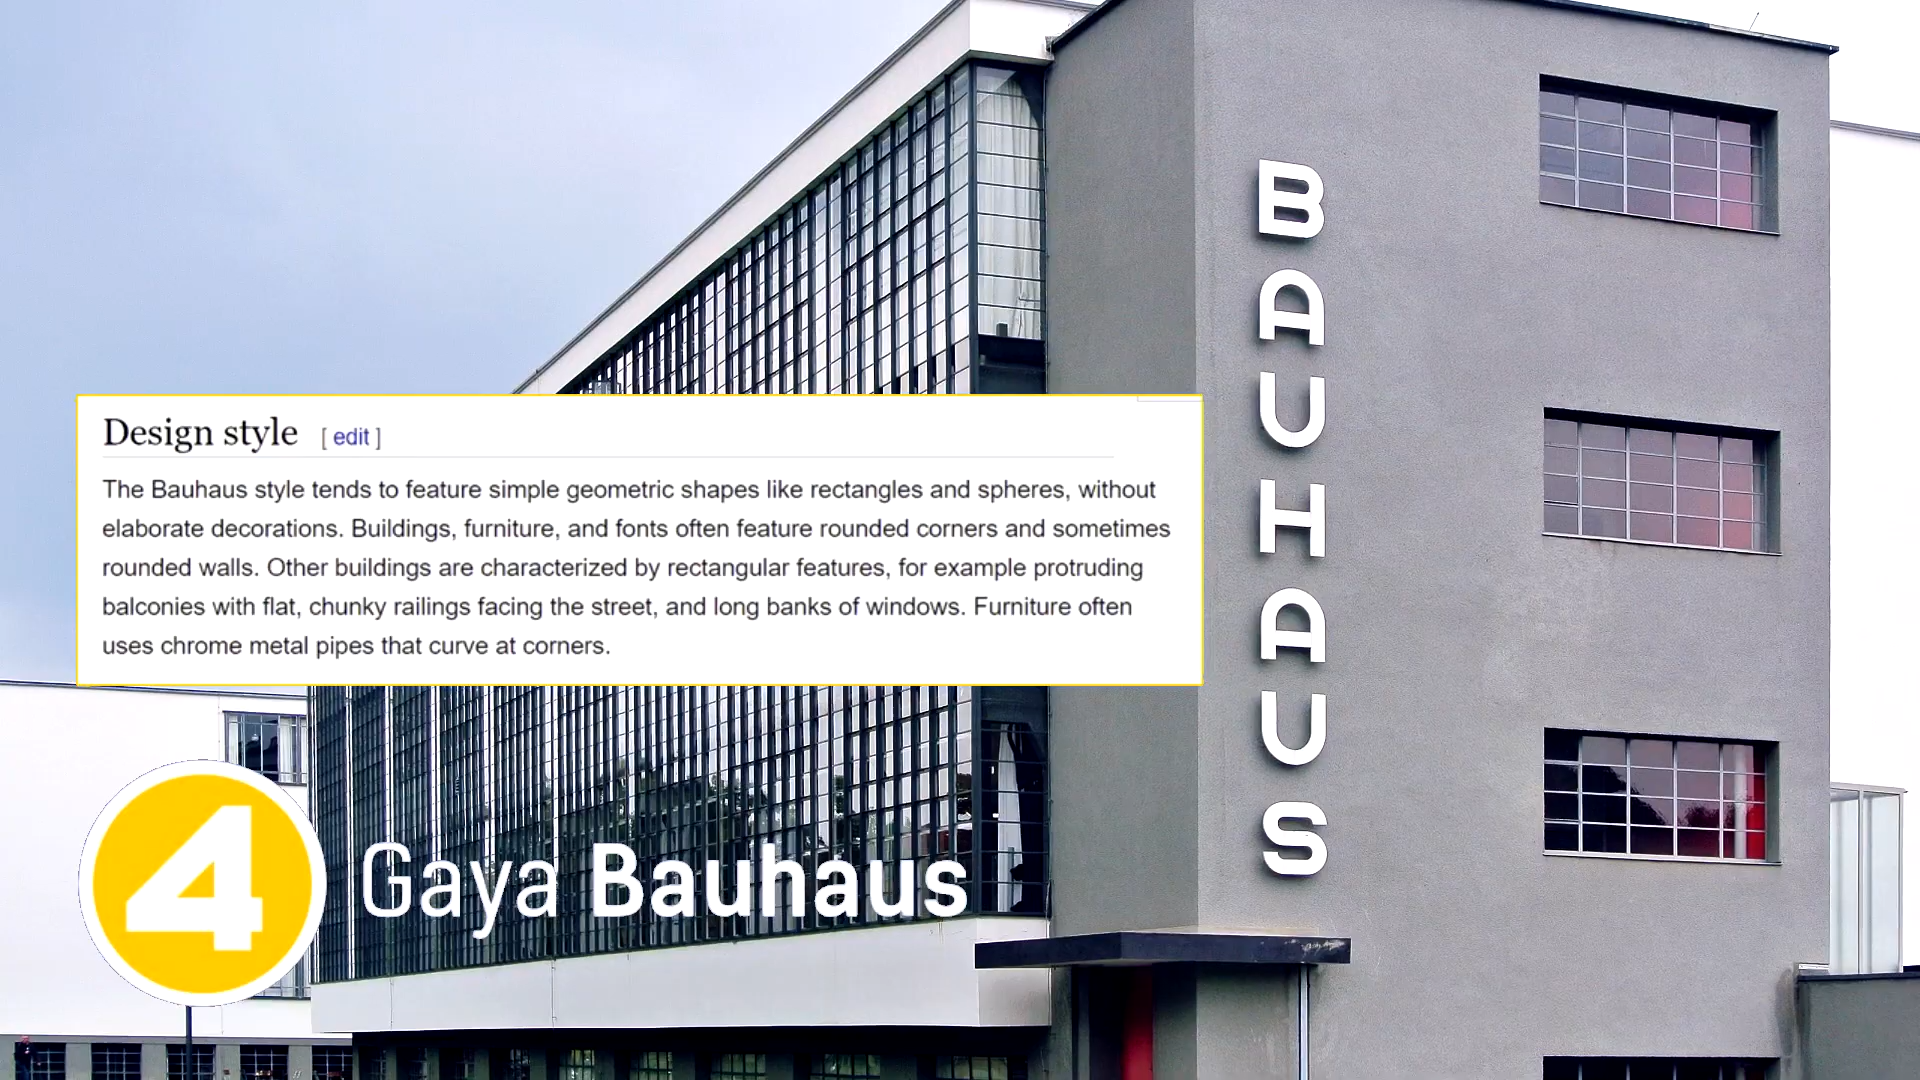 BAUHAUS
Design style [ edit ]
The Bauhaus style tends to feature simple geometric shapes like rectangles and spheres, without
elaborate decorations. Buildings, furniture, and fonts often feature rounded corners and sometimes
rounded walls. Other buildings are characterized by rectangular features, for example protruding
balconies with flat, chunky railings facing the street, and long banks of windows. Furniture often
uses chrome metal pipes that curve at corners.
4 Gaya Bauhaus